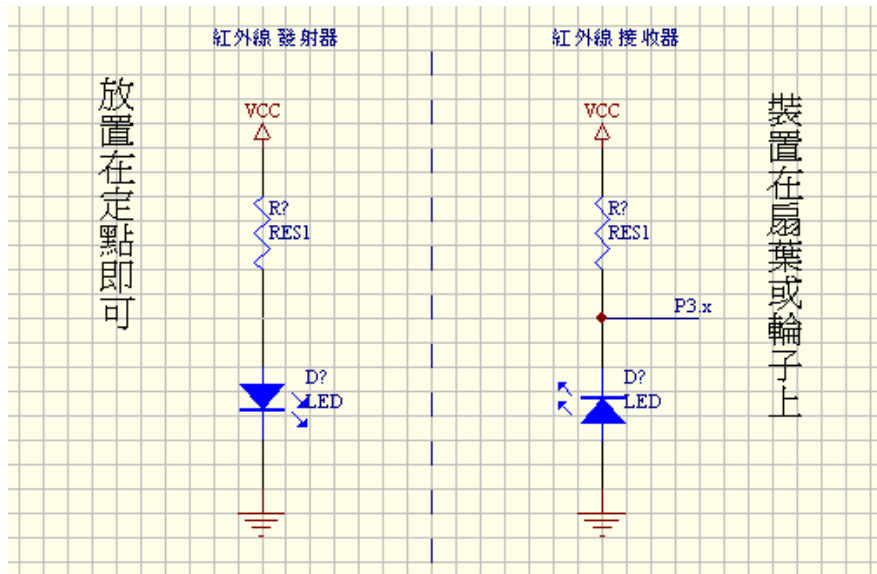 紅外線發射器
紅外線接收器
放置在定點即可
VCC
R?
RES1
D?
LED
VCC
R?
RES1
P3.x
D?
LED
裝置在扇葉或輪子上